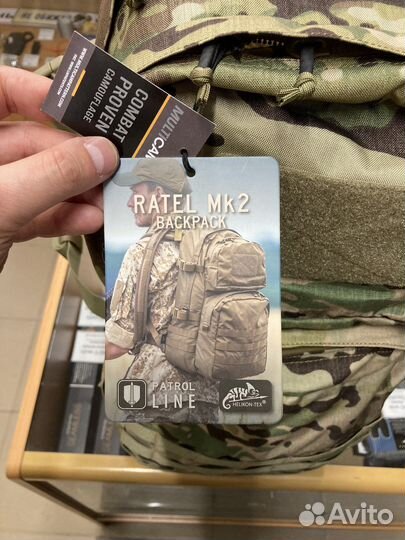 MULTICAM
COMBAT
PROVEN
CAMOUFLAGE
RATEL Mk2
BACKPACK
PATROL
LINE
HELIKON-TEX®
Avito